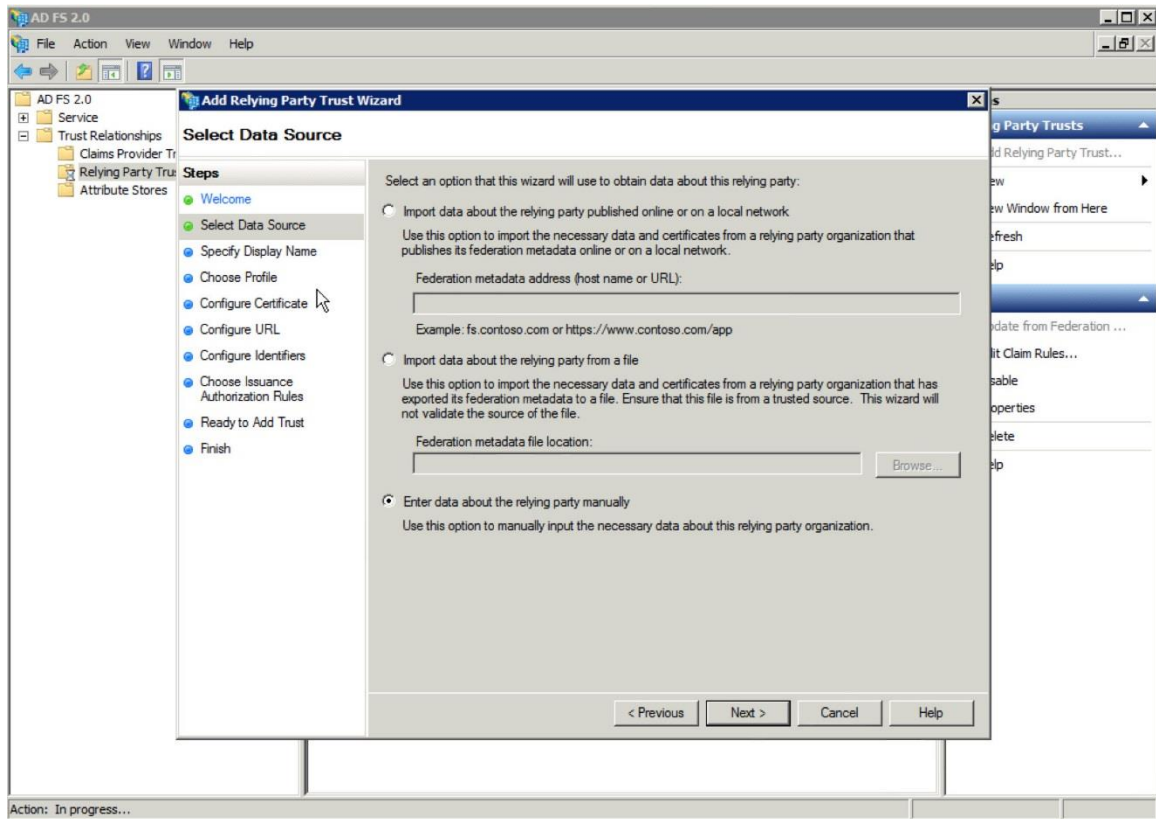 AD FS 2.0
File Action View Window Help
AD FS 2.0
Service
Trust Relationships
Claims Provider Tr
Relying Party Tru
Attribute Stores
Add Relying Party Trust Wizard
Select Data Source
Steps
Welcome
Select Data Source
Specify Display Name
Choose Profile
Configure Certificate
Configure URL
Configure Identifiers
Choose Issuance
Authorization Rules
Ready to Add Trust
Finish
Select an option that this wizard will use to obtain data about this relying party:
Import data about the relying party published online or on a local network
Use this option to import the necessary data and certificates from a relying party organization that
publishes its federation metadata online or on a local network.
Federation metadata address (host name or URL):
Example: fs.contoso.com or https://www.contoso.com/app
Import data about the relying party from a file
Use this option to import the necessary data and certificates from a relying party organization that has
exported its federation metadata to a file. Ensure that this file is from a trusted source. This wizard will
not validate the source of the file.
Federation metadata file location:
Browse...
Enter data about the relying party manually
Use this option to manually input the necessary data about this relying party organization.
< Previous Next > Cancel Help
s
g Party Trusts
dd Relying Party Trust...
ew
ew Window from Here
efresh
elp
pdate from Federation ...
dit Claim Rules...
sable
operties
elete
elp
Action: In progress...